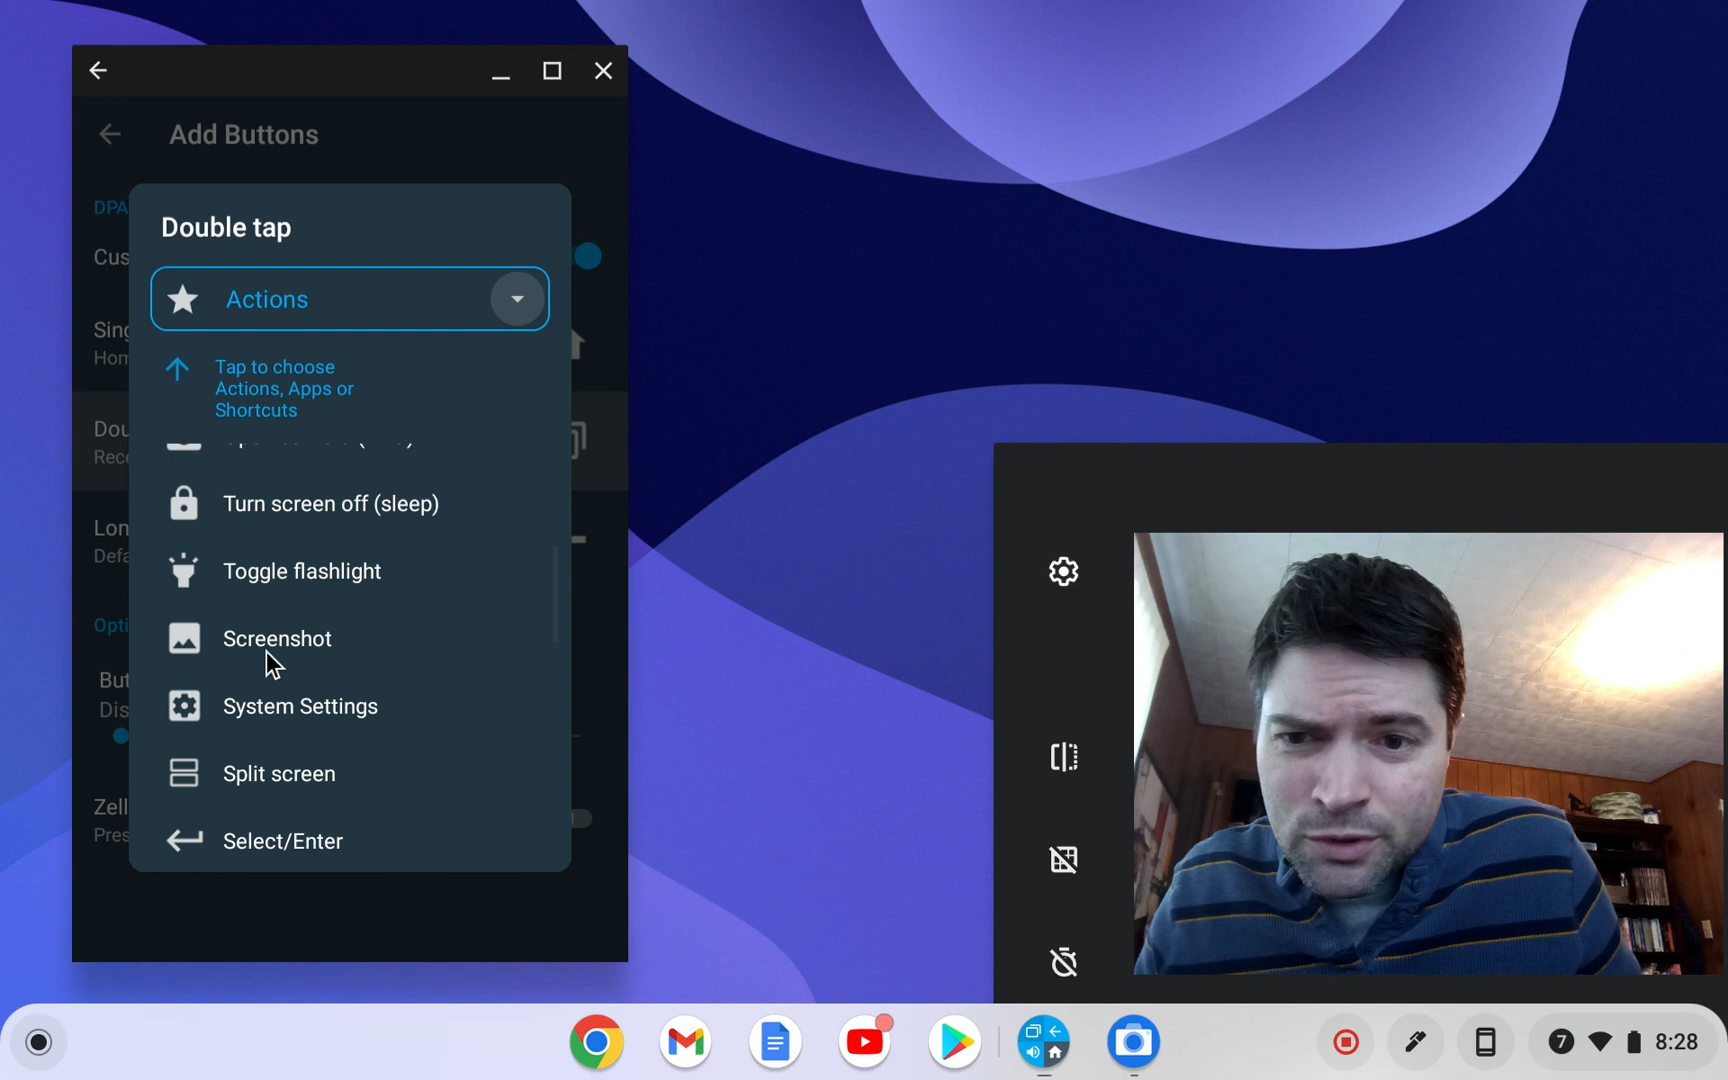 Add Buttons
DPA
Cus
Sing
Hom
Dou
Rece
Lon
Defa
Opti
But
Dis
Zell
Pres
Double tap
Actions
Tap to choose
Actions, Apps or
Shortcuts
Turn screen off (sleep)
Toggle flashlight
Screenshot
System Settings
Split screen
Select/Enter
7
8:28